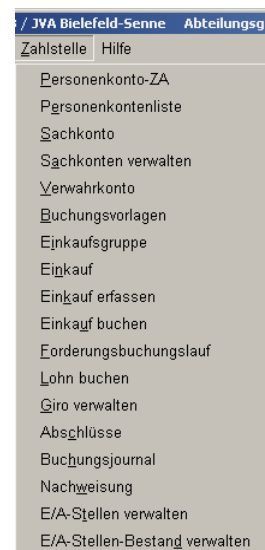 / JVA Bielefeld-Senne Abteilungsg
Zahlstelle Hilfe
Personenkonto-ZA
Personenkontenliste
Sachkonto
Sachkonten verwalten
Verwahrkonto
Buchungsvorlagen
Einkaufsgruppe
Einkauf
Einkauf erfassen
Einkauf buchen
Forderungsbuchungslauf
Lohn buchen
Giro verwalten
Abschlüsse
Buchungsjournal
Nachweisung
E/A-Stellen verwalten
E/A-Stellen-Bestand verwalten